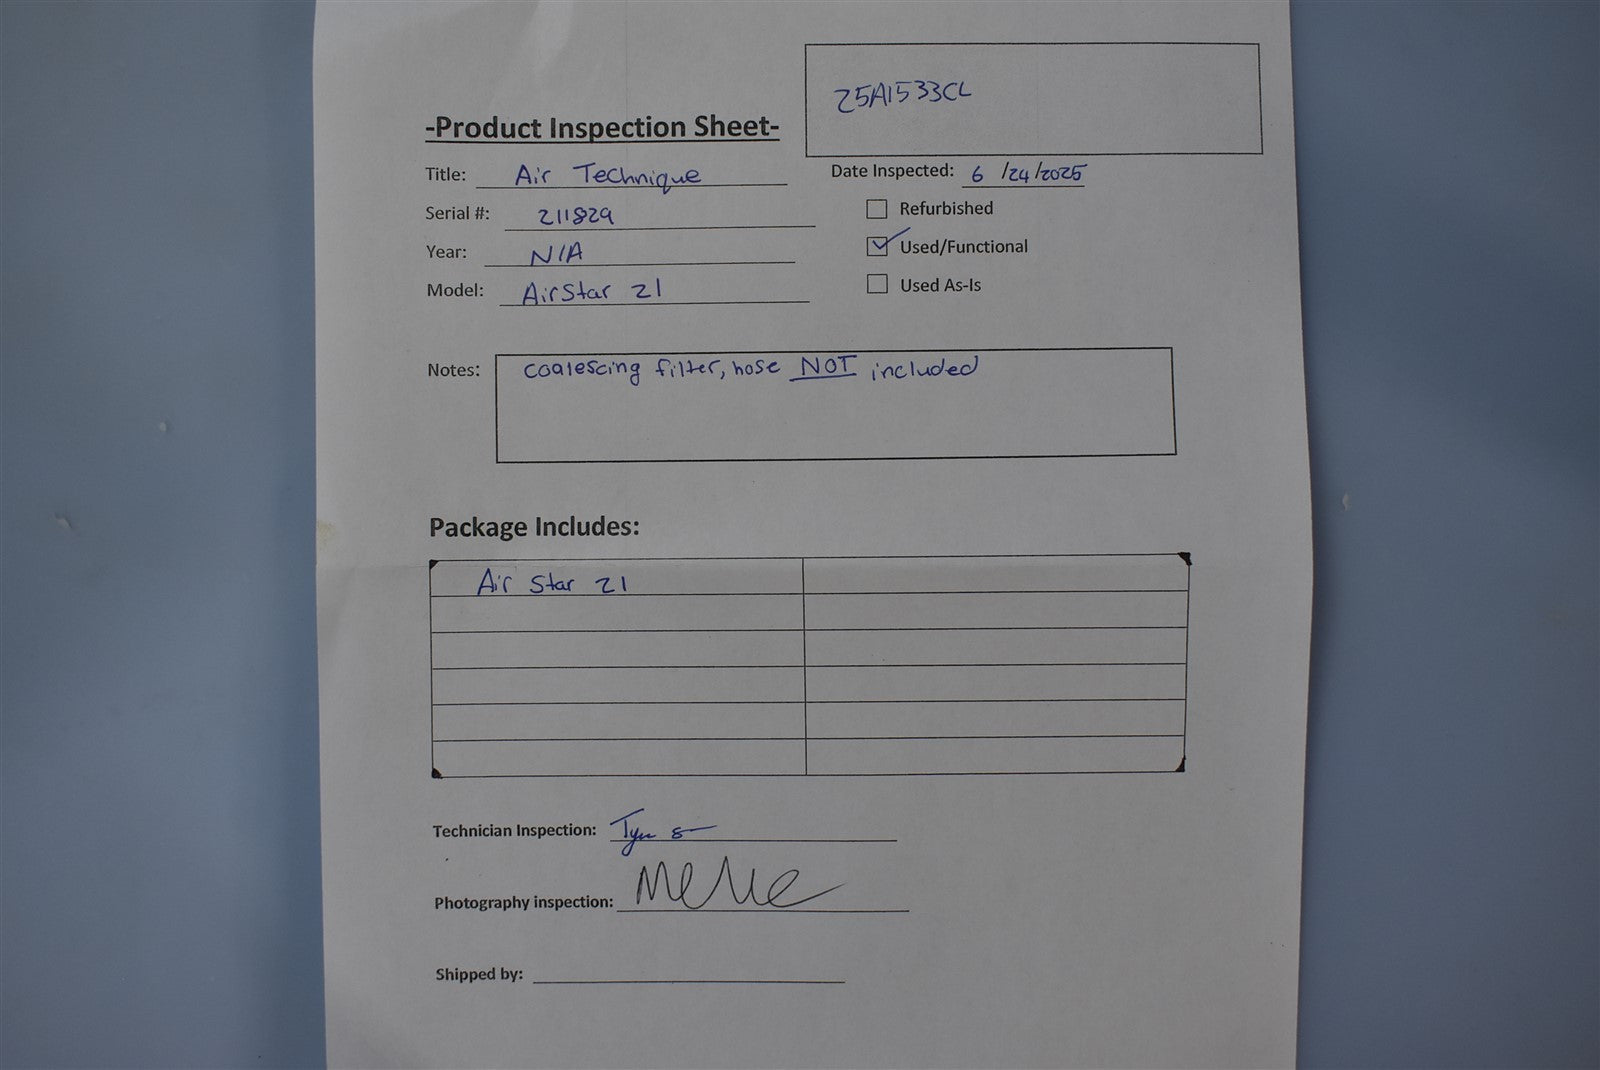 25A1533CL
-Product Inspection Sheet-
Title: Air Technique
Date Inspected: 6 /24/2025
Serial #: 211829
Refurbished
Year: N/A
Used/Functional
Model: AirStar 21
Used As-Is
Notes: coalescing filter, hose NOT included
Package Includes:
Air Star 21
Technician Inspection:
Photography inspection:
Shipped by: